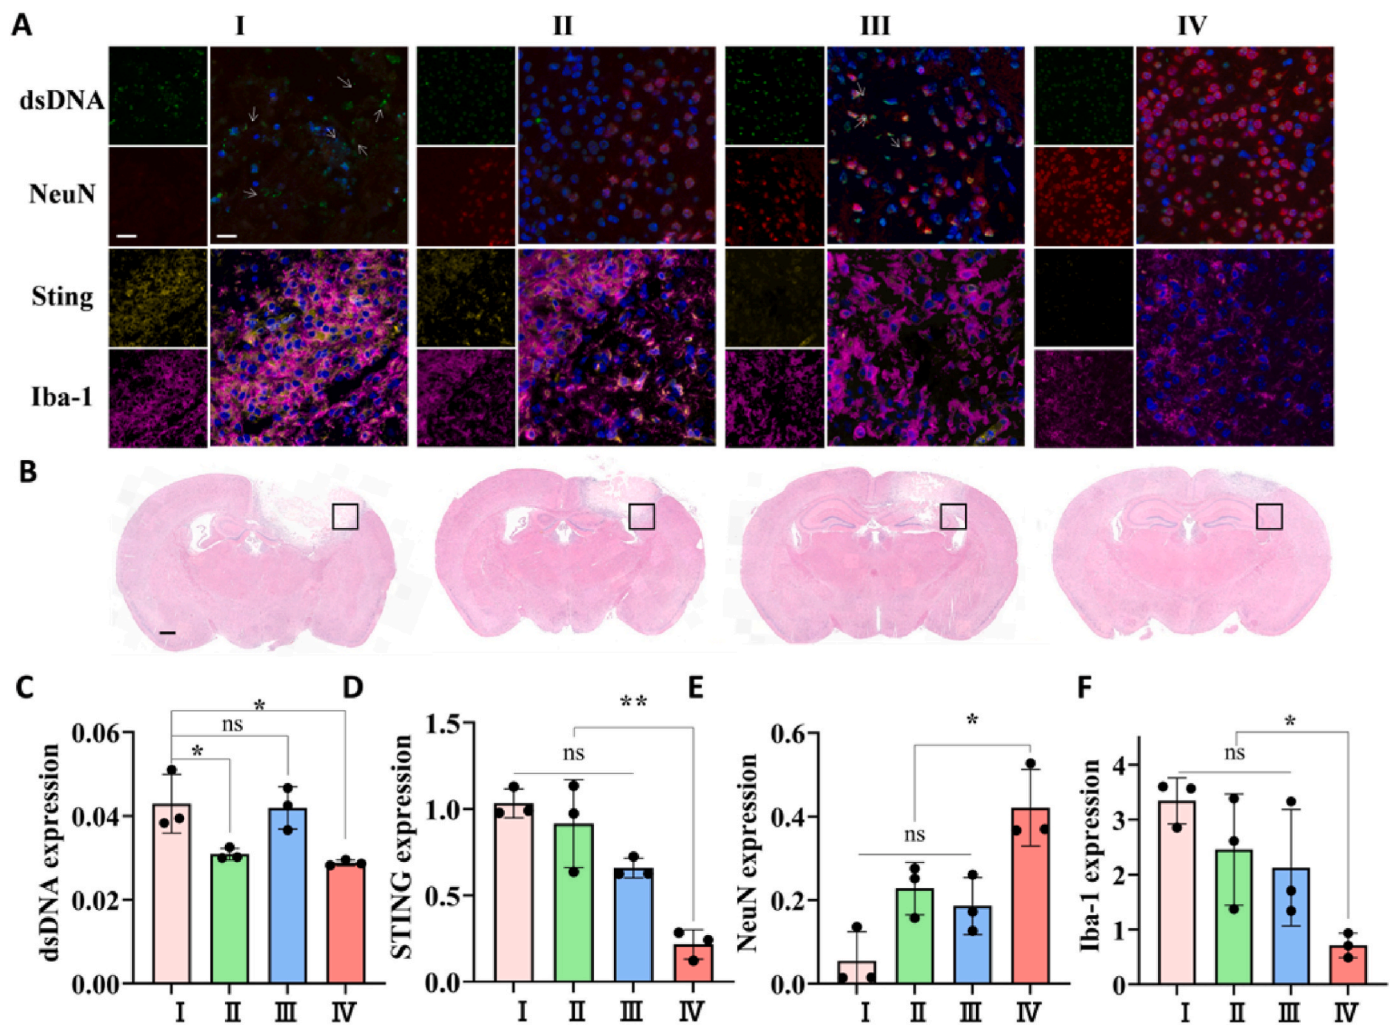 A
I II III IV
dsDNA
NeuN
Sting
Iba-1
B
C
dsDNA expression
0.06
0.04
0.02
0.00
*
ns
*
I II III IV
D
STING expression
1.5
1.0
0.5
0.0
**
ns
I II III IV
E
NeuN expression
0.6
0.4
0.2
0.0
*
ns
I II III IV
F
Iba-1 expression
4
3
2
1
0
*
ns
I II III IV